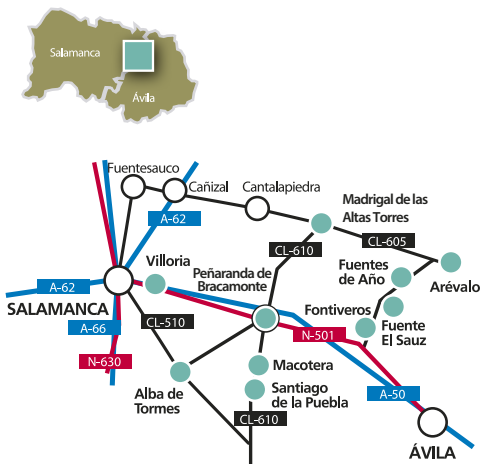 Salamanca
Ávila
Fuentesauco
Cañizal
Cantalapiedra
A-62
Madrigal de las
Altas Torres
CL-610
CL-605
Villoria
Peñaranda de
Bracamonte
Fuentes
de Año
Arévalo
A-62
SALAMANCA
A-66
CL-510
Fontiveros
Fuente
El Sauz
N-501
N-630
Macotera
Alba de
Tormes
Santiago
de la Puebla
A-50
CL-610
ÁVILA